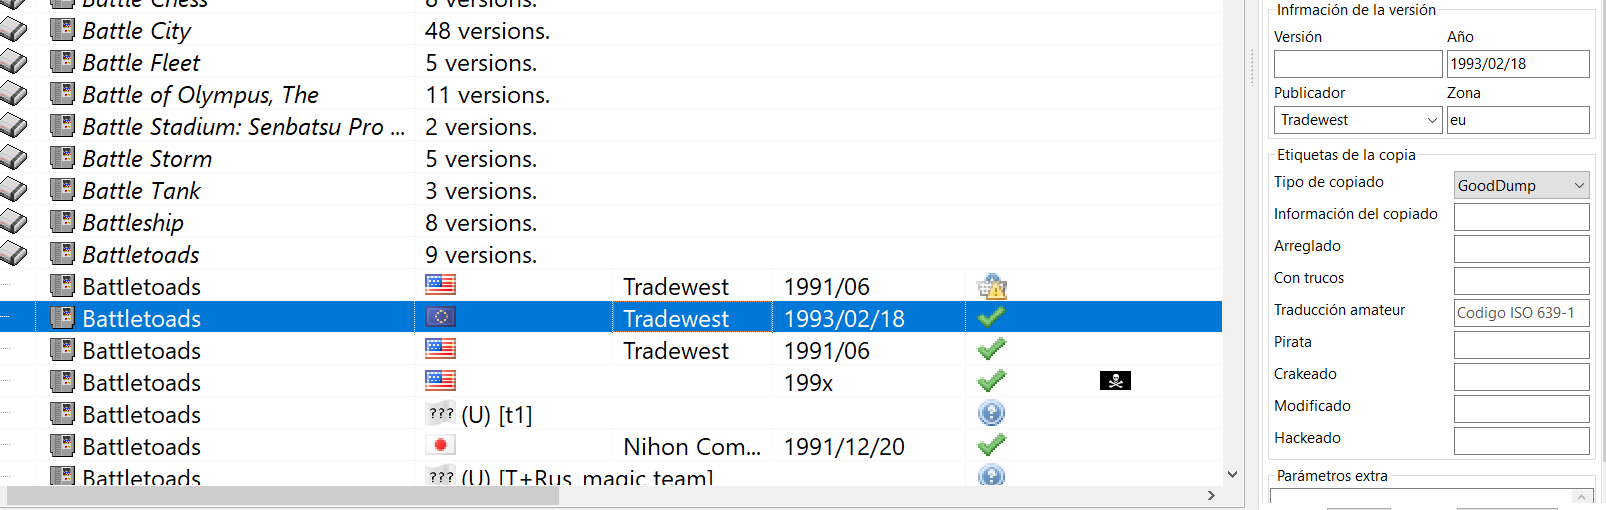 Battle Chess 8 versions.
Battle City 48 versions.
Battle Fleet 5 versions.
Battle of Olympus, The 11 versions.
Battle Stadium: Senbatsu Pro ... 2 versions.
Battle Storm 5 versions.
Battle Tank 3 versions.
Battleship 8 versions.
Battletoads 9 versions.
Battletoads Tradewest 1991/06
Battletoads Tradewest 1993/02/18
Battletoads Tradewest 1991/06
Battletoads 199x
Battletoads ??? (U) [t1]
Battletoads Nihon Com... 1991/12/20
Battletoads ??? (U) [T+Rus_magic team]
Infrmación de la versión
Versión Año
1993/02/18
Publicador Zona
Tradewest eu
Etiquetas de la copia
Tipo de copiado GoodDump
Información del copiado
Arreglado
Con trucos
Traducción amateur Codigo ISO 639-1
Pirata
Crakeado
Modificado
Hackeado
Parámetros extra